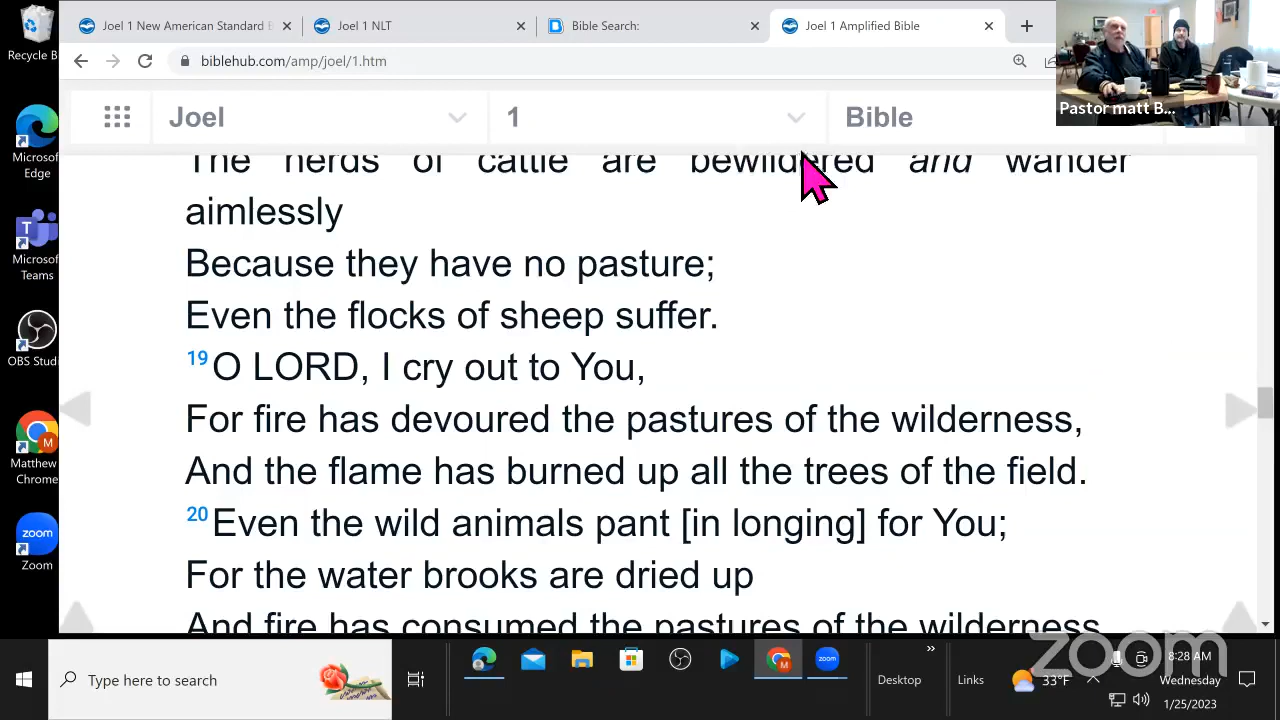 Recycle B
Joel 1 New American Standard B
Joel 1 NLT
Bible Search:
Joel 1 Amplified Bible
biblehub.com/amp/joel/1.htm
Pastor matt B...
Joel
1
Bible
The herds of cattle are bewildered and wander
aimlessly
Because they have no pasture;
Even the flocks of sheep suffer.
19 O LORD, I cry out to You,
For fire has devoured the pastures of the wilderness,
And the flame has burned up all the trees of the field.
20 Even the wild animals pant [in longing] for You;
For the water brooks are dried up
And fire has consumed the pastures of the wilderness
Microsof
Edge
Microsof
Teams
OBS Studi
Matthew
Chrome
zoom
Zoom
Type here to search
zoom
Desktop
Links
33°F
8:28 AM
Wednesday
1/25/2023
zoom